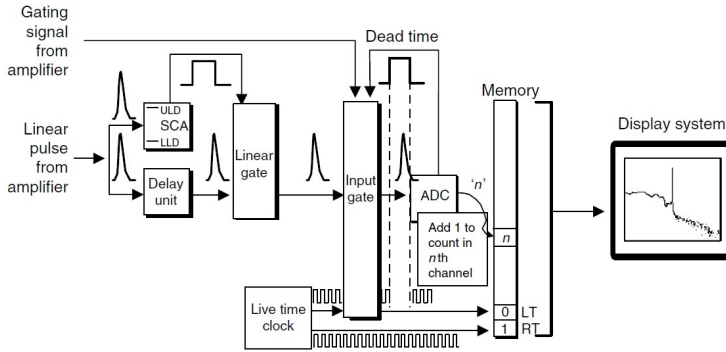 Gating
signal
from
amplifier
Dead time
Memory
Display system
ULD
SCA
LLD
Linear
pulse
from
amplifier
Delay
unit
Linear
gate
Input
gate
ADC
'n'
Add 1 to
count in
nth
channel
n
Live time
clock
0 LT
1 RT